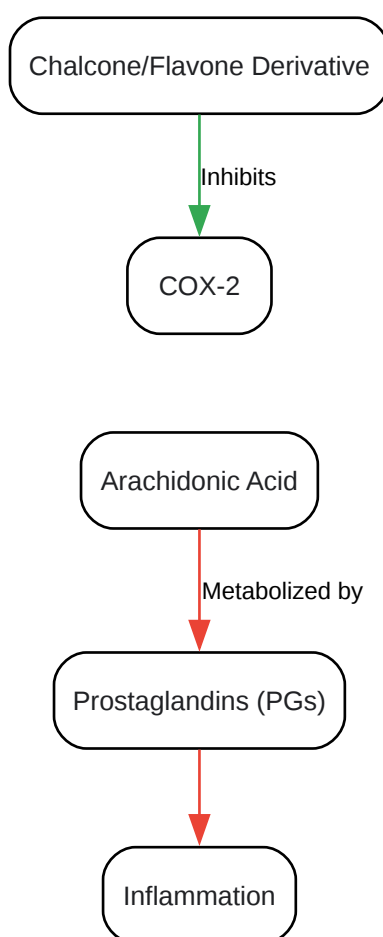 Chalcone/Flavone Derivative
Inhibits
COX-2
Arachidonic Acid
Metabolized by
Prostaglandins (PGs)
Inflammation